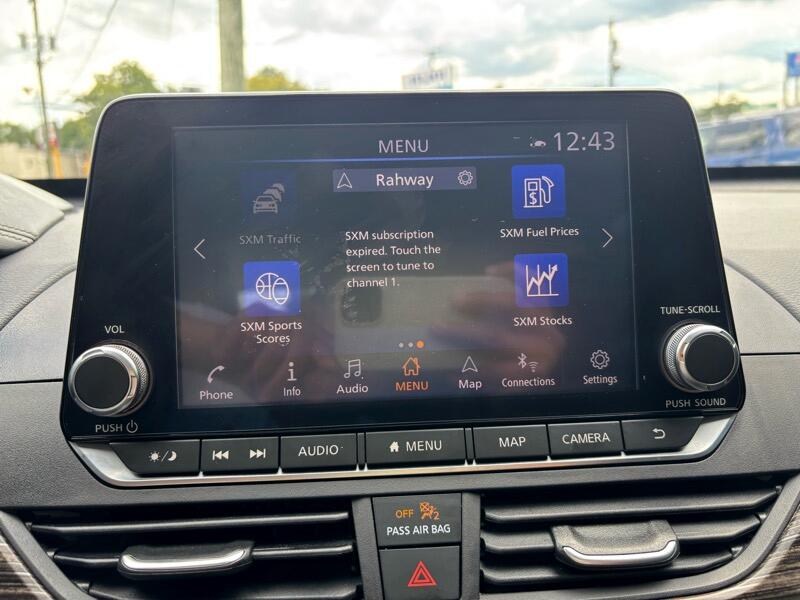 MENU
12:43
Rahway
SXM Traffic
SXM Fuel Prices
SXM subscription
expired. Touch the
screen to tune to
channel 1.
SXM Sports
Scores
SXM Stocks
Phone
Info
Audio
MENU
Map
Connections
Settings
VOL
PUSH
TUNE-SCROLL
PUSH SOUND
AUDIO
MENU
MAP
CAMERA
OFF
2
PASS AIR BAG